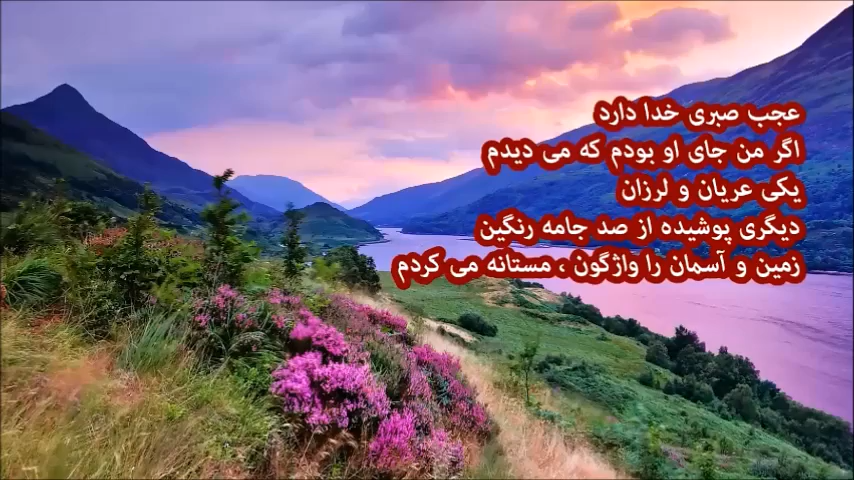 عجب صبری خدا دارد
اگر من جای او بودم که می دیدم
یکی عریان و لرزان
دیگری پوشیده از صد جامه رنگین
زمین و آسمان را واژگون ، مستانه می کردم